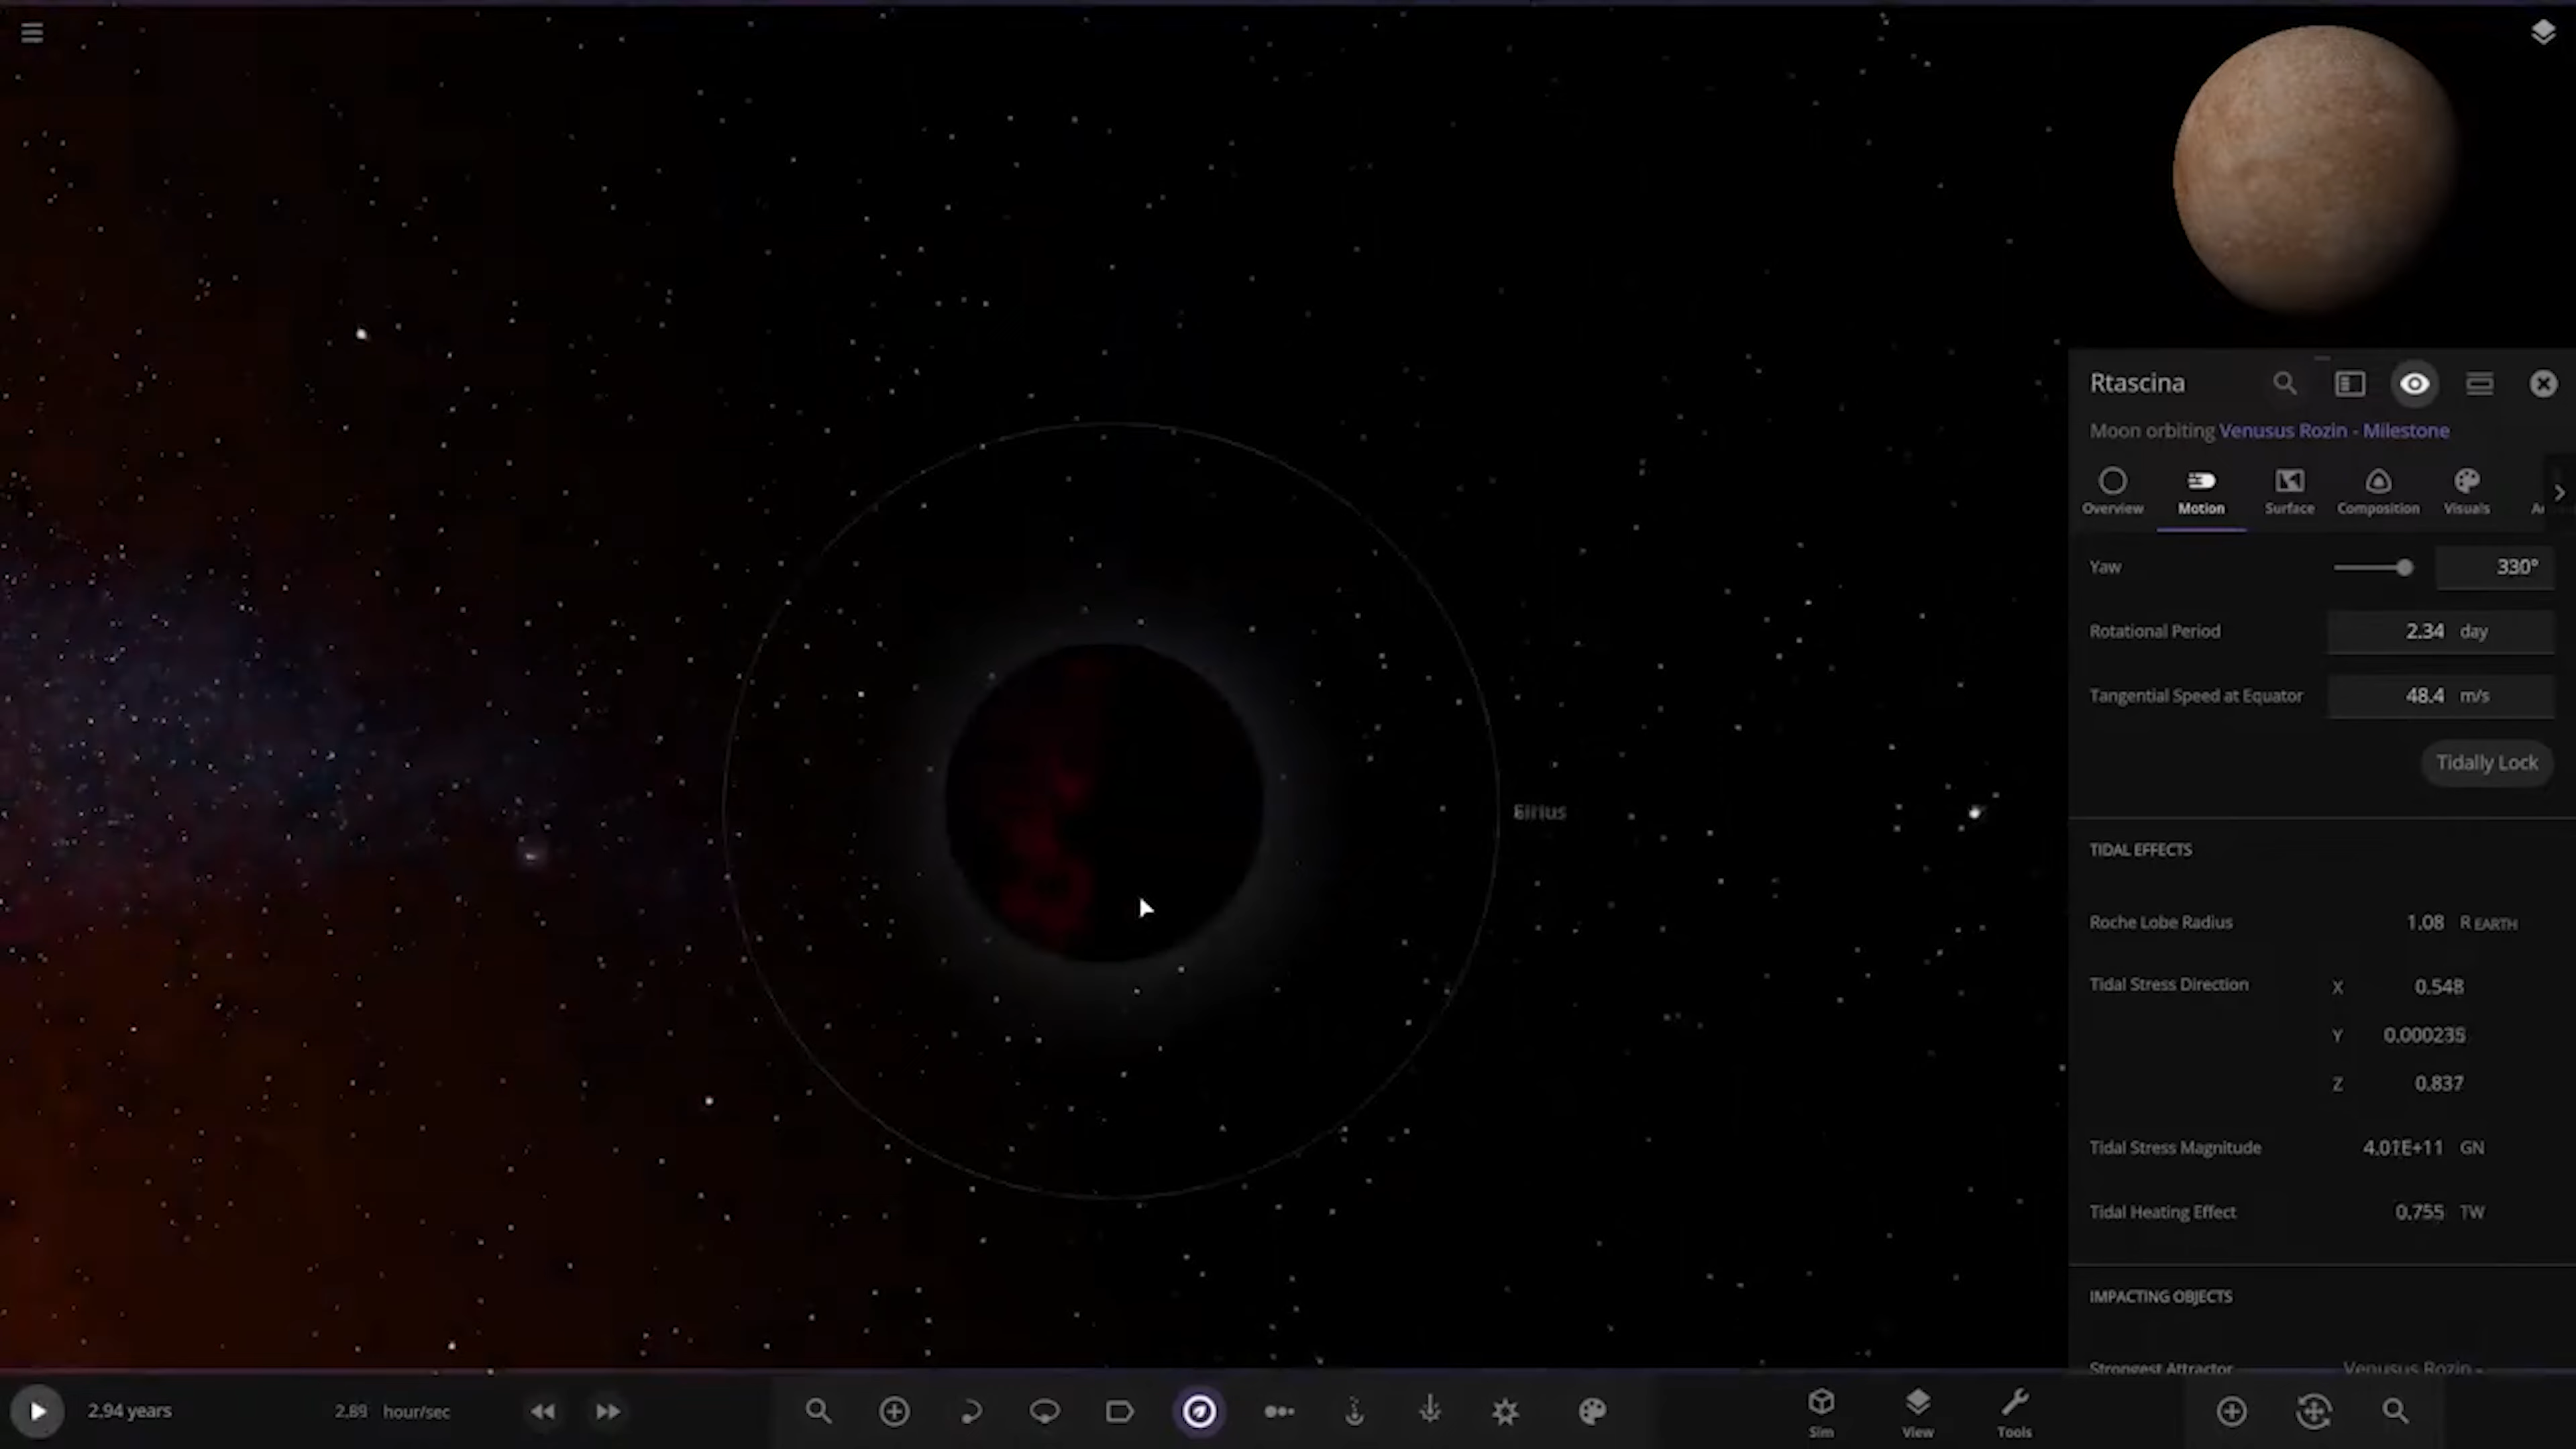 Rtascina
Moon orbiting Venusus Rozin - Milestone
Overview Motion Surface Composition Visuals
Yaw 330°
Rotational Period 2.34 day
Tangential Speed at Equator 48.4 m/s
Tidally Lock
Sirius
TIDAL EFFECTS
Roche Lobe Radius 1.08 R EARTH
Tidal Stress Direction X 0.548
Y 0.000235
Z 0.837
Tidal Stress Magnitude 4.01E+11 GN
Tidal Heating Effect 0.755 TW
IMPACTING OBJECTS
Strongest Attractor Venusus Rozin -
2.94 years 2.89 hour/sec
Sim View Tools